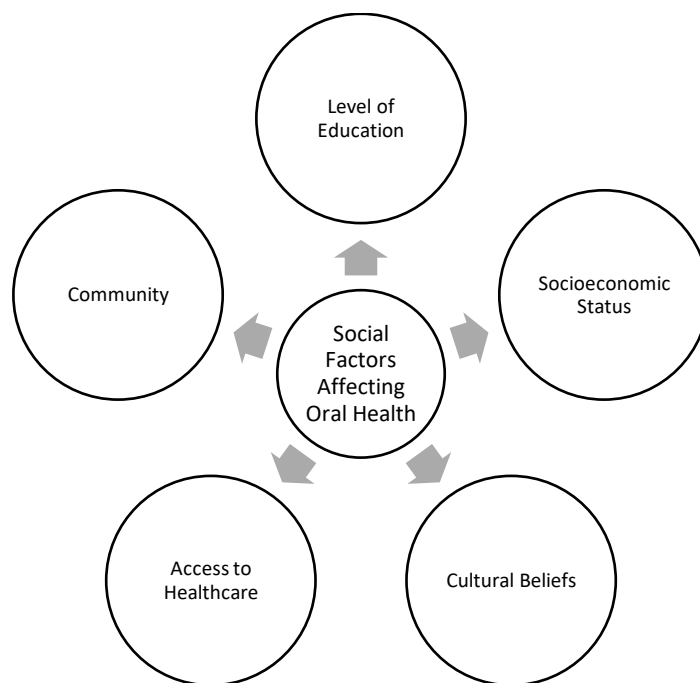 Level of
Education
Community
Socioeconomic
Status
Social
Factors
Affecting
Oral Health
Access to
Healthcare
Cultural Beliefs